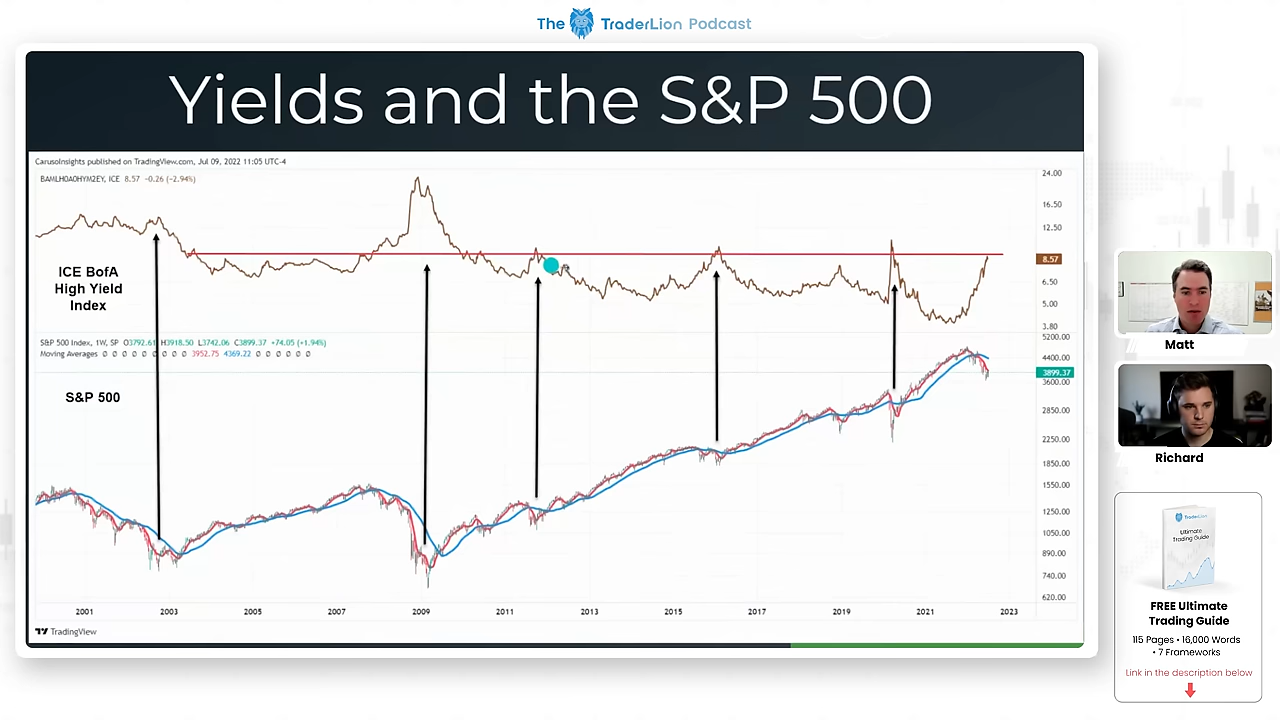 The TraderLion Podcast
Yields and the S&P 500
CarusoInsights published on TradingView.com, Jul 09, 2022 11:05 UTC-4
BAMLH0A0HYM2EY, ICE 8.57 -0.26 (-2.94%)
24.00
16.50
12.50
8.57
6.50
5.00
3.80
ICE BofA
High Yield
Index
S&P 500 Index, 1W, SP O3792.61 H3918.50 L3742.06 C3899.37 +74.05 (+1.94%)
Moving Averages 0 0 0 0 0 0 0 0 0 3952.75 4369.22 0 0 0 0 0 0
S&P 500
5200.00
4400.00
3899.37
3600.00
2850.00
2250.00
1850.00
1550.00
1250.00
1050.00
890.00
740.00
620.00
2001 2003 2005 2007 2009 2011 2013 2015 2017 2019 2021 2023
TradingView
Matt
Richard
TraderLion
Ultimate
Trading Guide
FREE Ultimate
Trading Guide
115 Pages • 16,000 Words
• 7 Frameworks
Link in the description below